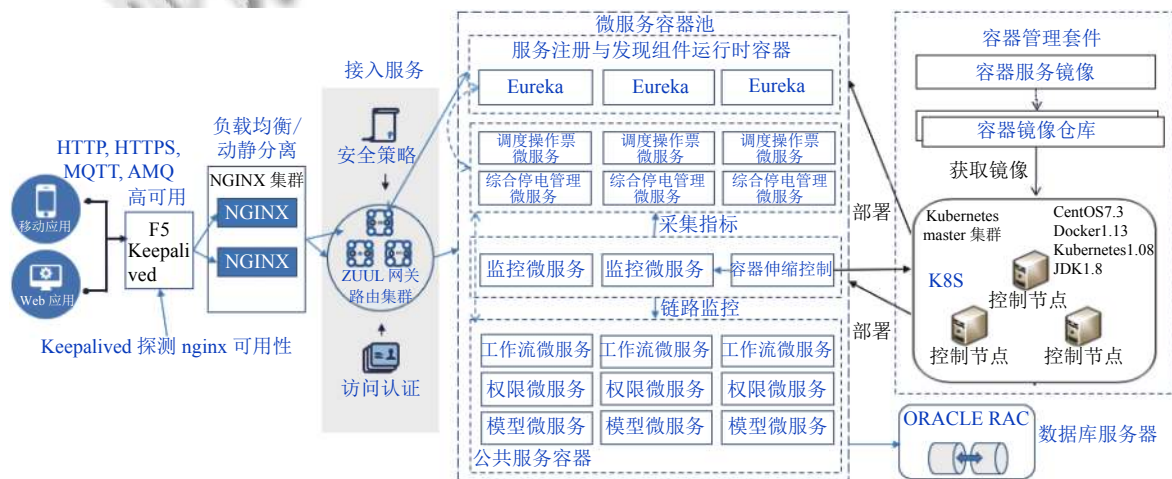 HTTP, HTTPS,
MQTT, AMQ
高可用
移动应用
Web 应用
F5
Keepali
ved
Keepalived 探测 nginx 可用性
负载均衡/
动静分离
NGINX 集群
NGINX
NGINX
接入服务
安全策略
ZUUL 网关
路由集群
访问认证
微服务容器池
服务注册与发现组件运行时容器
Eureka
Eureka
Eureka
调度操作票
微服务
调度操作票
微服务
调度操作票
微服务
综合停电管理
微服务
综合停电管理
微服务
综合停电管理
微服务
采集指标
监控微服务
监控微服务
容器伸缩控制
链路监控
工作流微服务
工作流微服务
工作流微服务
权限微服务
权限微服务
权限微服务
模型微服务
模型微服务
模型微服务
公共服务容器
部署
部署
容器管理套件
容器服务镜像
容器镜像仓库
获取镜像
Kubernetes
master 集群
CentOS7.3
Docker1.13
Kubernetes1.08
JDK1.8
K8S
控制节点
控制节点
控制节点
ORACLE RAC
数据库服务器